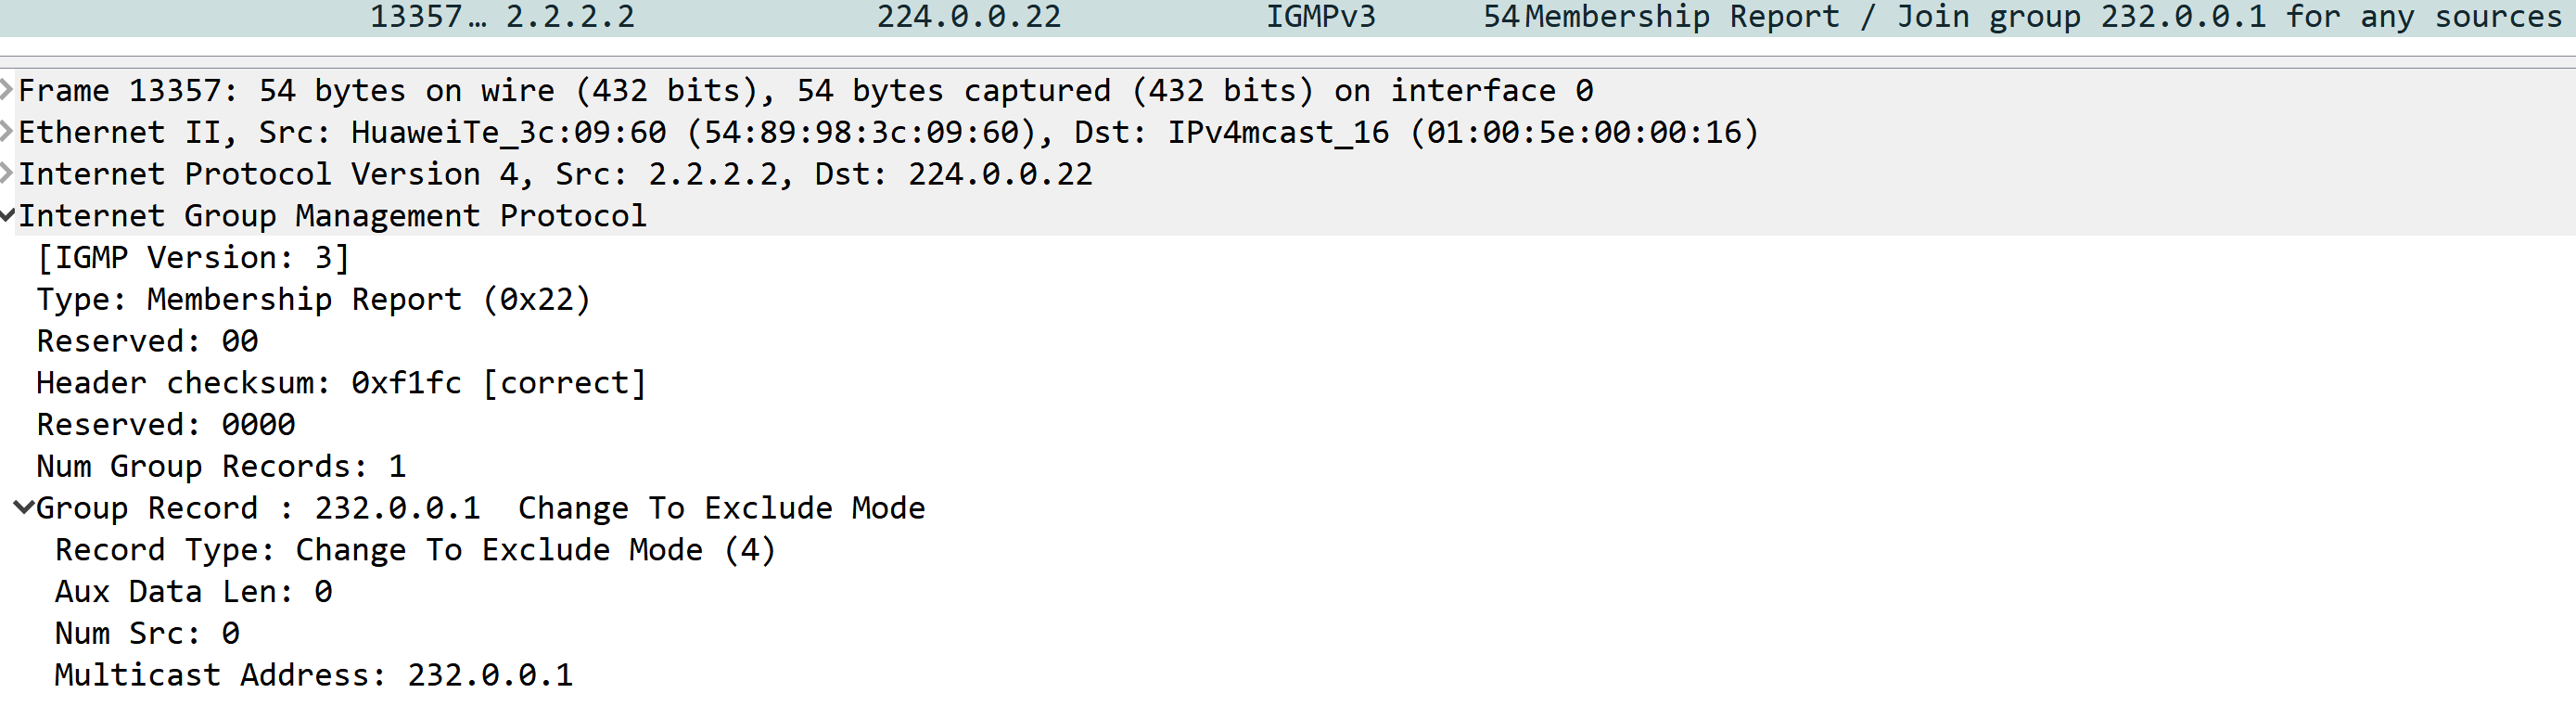 13357… 2.2.2.2 224.0.0.22 IGMPv3 54 Membership Report / Join group 232.0.0.1 for any sources
Frame 13357: 54 bytes on wire (432 bits), 54 bytes captured (432 bits) on interface 0
Ethernet II, Src: HuaweiTe_3c:09:60 (54:89:98:3c:09:60), Dst: IPv4mcast_16 (01:00:5e:00:00:16)
Internet Protocol Version 4, Src: 2.2.2.2, Dst: 224.0.0.22
Internet Group Management Protocol
[IGMP Version: 3]
Type: Membership Report (0x22)
Reserved: 00
Header checksum: 0xf1fc [correct]
Reserved: 0000
Num Group Records: 1
Group Record : 232.0.0.1  Change To Exclude Mode
Record Type: Change To Exclude Mode (4)
Aux Data Len: 0
Num Src: 0
Multicast Address: 232.0.0.1